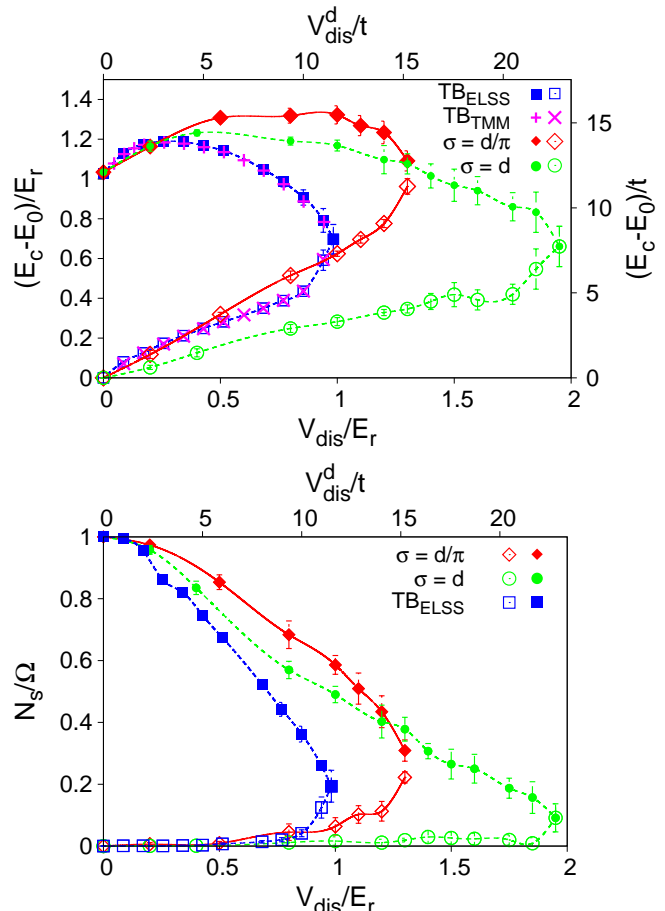 V_dis^d/t
0 5 10 15 20
1.4
1.2
1
0.8
0.6
0.4
0.2
0
(E_c-E_0)/E_r
TB_ELSS
TB_TMM
σ = d/π
σ = d
15
10
5
0
(E_c-E_0)/t
0 0.5 1 1.5 2
V_dis/E_r
V_dis^d/t
0 5 10 15 20
1
0.8
0.6
0.4
0.2
0
N_s/Ω
σ = d/π
σ = d
TB_ELSS
0 0.5 1 1.5 2
V_dis/E_r